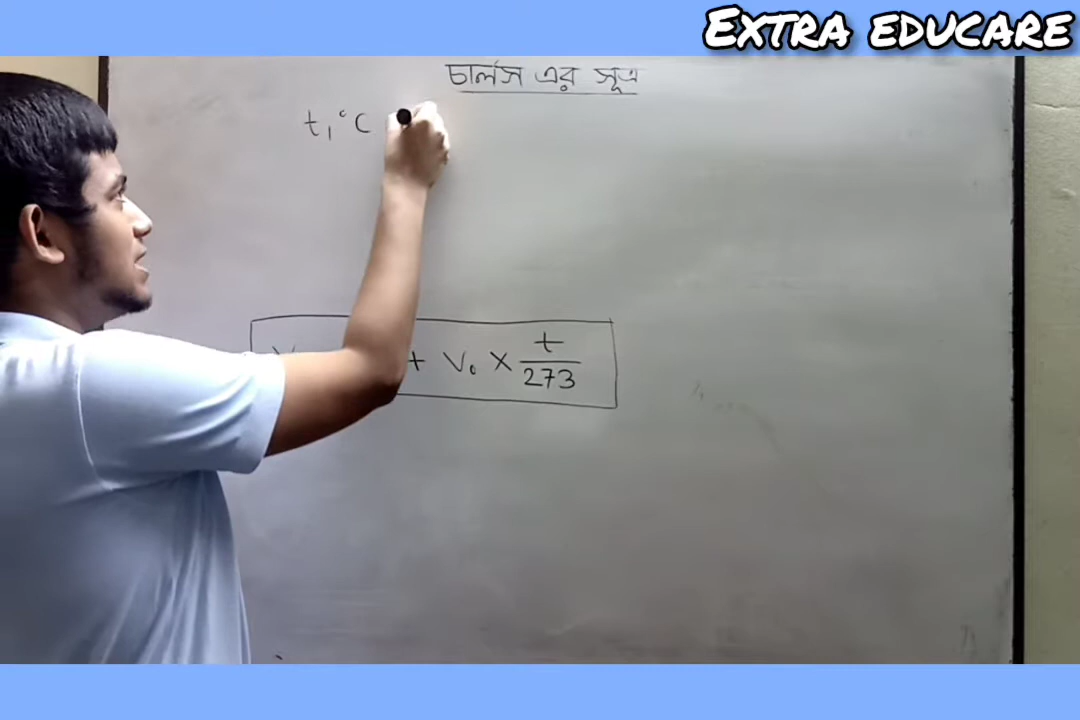 EXTRA EDUCARE
চার্লস এর সূত্র
t₁°C
V + V₀ × t/273